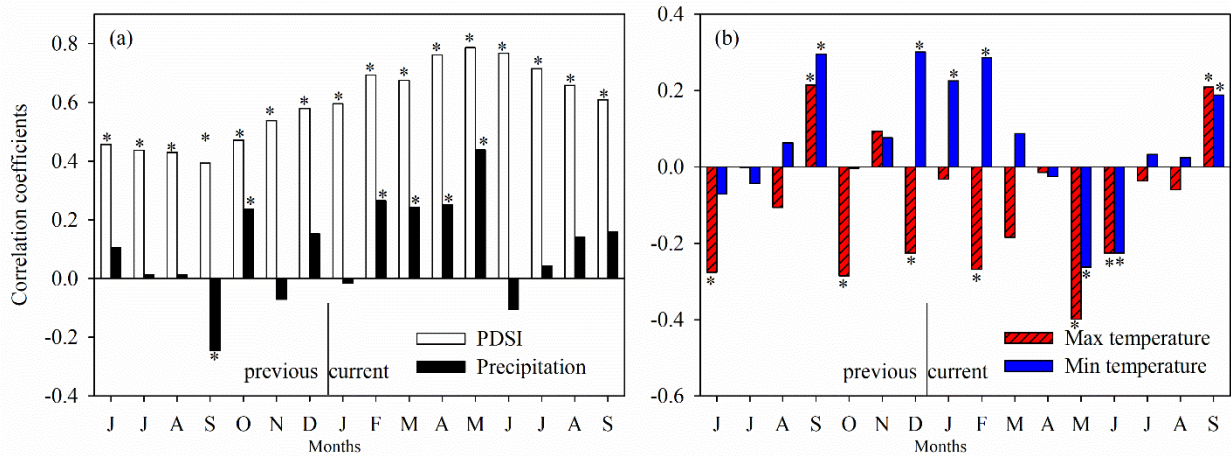 (a)
Correlation coefficients
0.8
0.6
0.4
0.2
0.0
-0.2
-0.4
* * * * * * * * * * * * * * * *
* * * * * *
PDSI
Precipitation
previous current
J J A S O N D J F M A M J J A S
Months
(b)
0.4
0.2
0.0
-0.2
-0.4
-0.6
* * * * * * * * * * * * * *
Max temperature
Min temperature
previous current
J J A S O N D J F M A M J J A S
Months